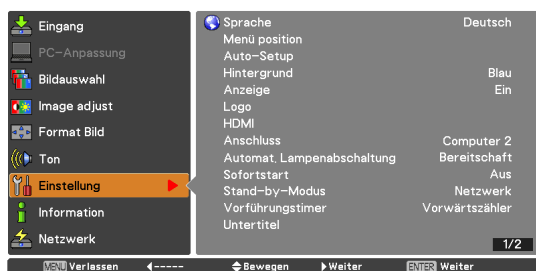 Eingang
PC-Anpassung
Bildauswahl
Image adjust
Format Bild
Ton
Einstellung
Information
Netzwerk
Sprache Deutsch
Menü position
Auto-Setup
Hintergrund Blau
Anzeige Ein
Logo
HDMI
Anschluss Computer 2
Automat. Lampenabschaltung Bereitschaft
Sofortstart Aus
Stand-by-Modus Netzwerk
Vorführungstimer Vorwärtszähler
Untertitel
1/2
MENU Verlassen ◀----- Bewegen ▶Weiter ENTER Weiter